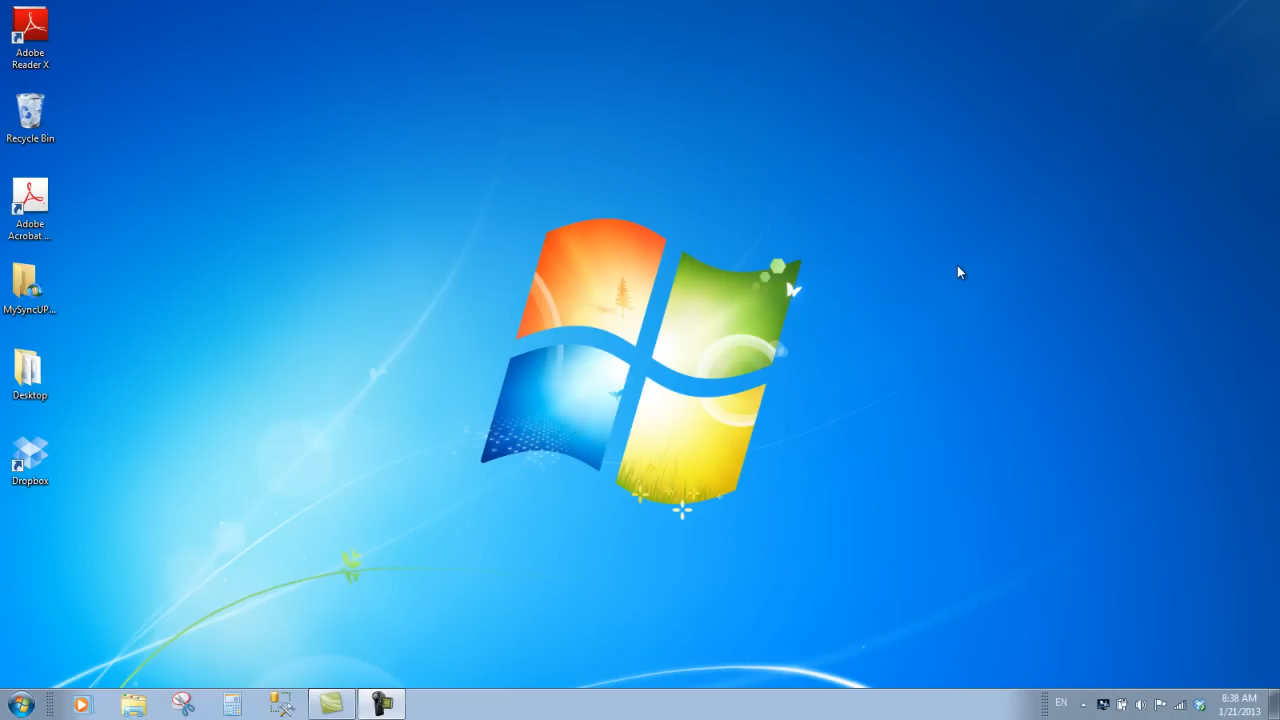 Adobe
Reader X
Recycle Bin
Adobe
Acrobat ...
MySyncUP...
Desktop
Dropbox
EN
8:38 AM
1/21/2013